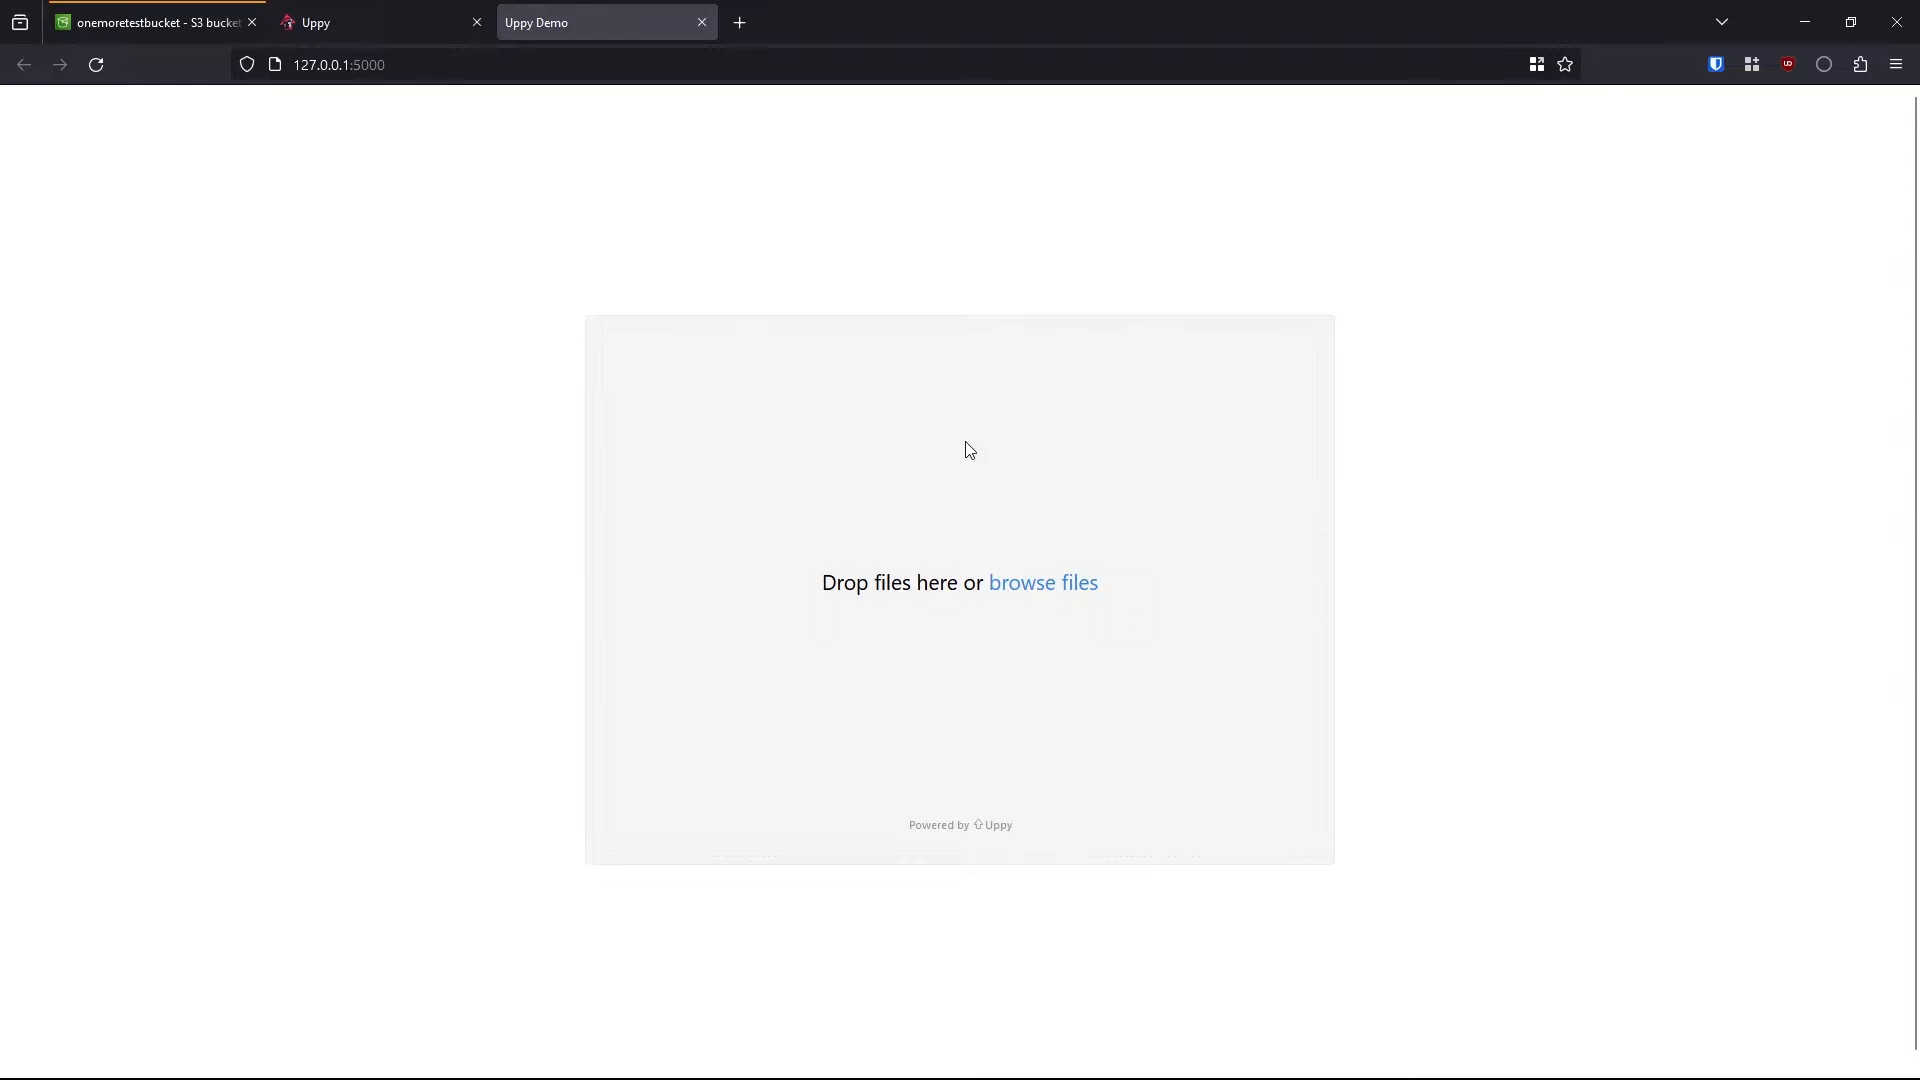 onemoretestbucket - S3 bucket
Uppy
Uppy Demo
127.0.0.1:5000
Drop files here or browse files
Powered by Uppy